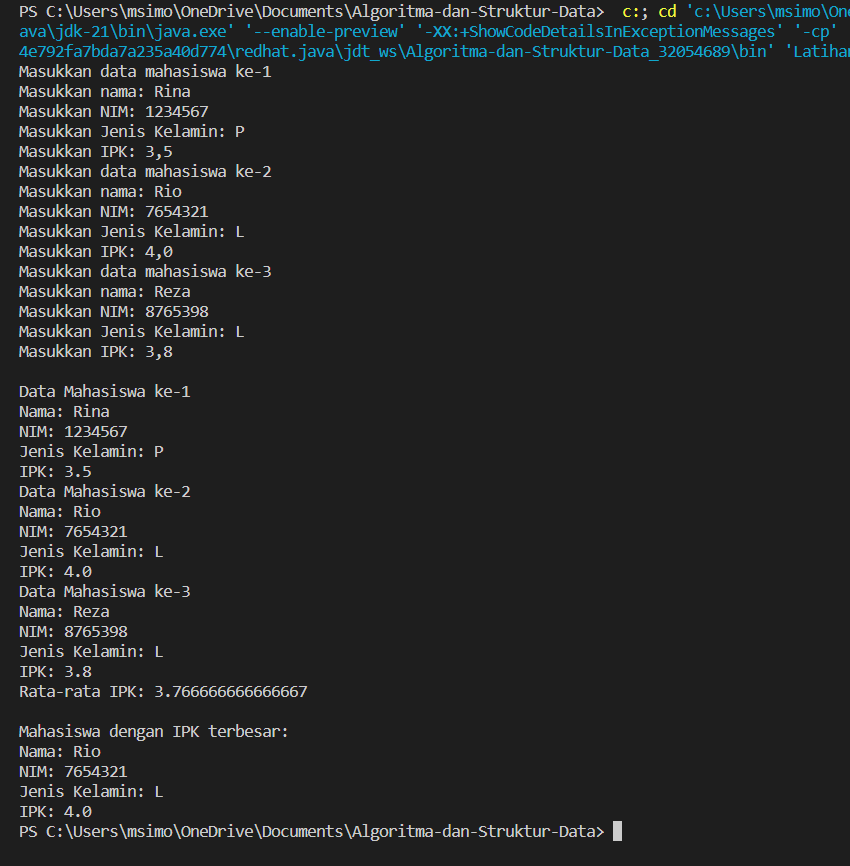 PS C:\Users\msimo\OneDrive\Documents\Algoritma-dan-Struktur-Data>  c:; cd 'c:\Users\msimo\One
ava\jdk-21\bin\java.exe' '--enable-preview' '-XX:+ShowCodeDetailsInExceptionMessages' '-cp' 
4e792fa7bda7a235a40d774\redhat.java\jdt_ws\Algoritma-dan-Struktur-Data_32054689\bin' 'Latihan
Masukkan data mahasiswa ke-1
Masukkan nama: Rina
Masukkan NIM: 1234567
Masukkan Jenis Kelamin: P
Masukkan IPK: 3,5
Masukkan data mahasiswa ke-2
Masukkan nama: Rio
Masukkan NIM: 7654321
Masukkan Jenis Kelamin: L
Masukkan IPK: 4,0
Masukkan data mahasiswa ke-3
Masukkan nama: Reza
Masukkan NIM: 8765398
Masukkan Jenis Kelamin: L
Masukkan IPK: 3,8

Data Mahasiswa ke-1
Nama: Rina
NIM: 1234567
Jenis Kelamin: P
IPK: 3.5
Data Mahasiswa ke-2
Nama: Rio
NIM: 7654321
Jenis Kelamin: L
IPK: 4.0
Data Mahasiswa ke-3
Nama: Reza
NIM: 8765398
Jenis Kelamin: L
IPK: 3.8
Rata-rata IPK: 3.766666666666667

Mahasiswa dengan IPK terbesar:
Nama: Rio
NIM: 7654321
Jenis Kelamin: L
IPK: 4.0
PS C:\Users\msimo\OneDrive\Documents\Algoritma-dan-Struktur-Data>